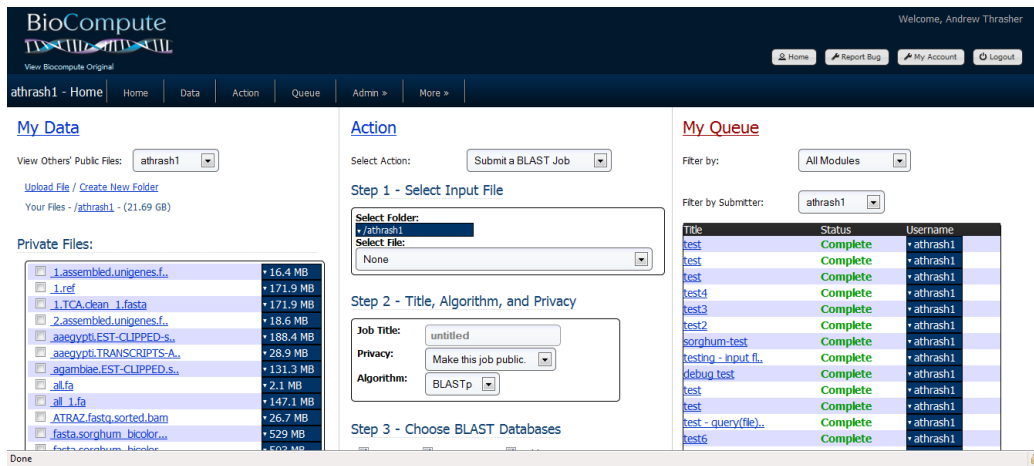 BioCompute
View Biocompute Original
Welcome, Andrew Thrasher
Home Report Bug My Account Logout
athrash1 - Home Home Data Action Queue Admin » More »
My Data
View Others' Public Files: athrash1
Upload File / Create New Folder
Your Files - /athrash1 - (21.69 GB)
Private Files:
1.assembled.unigenes.f.. 16.4 MB
1.ref 171.9 MB
1.TCA.clean_1.fasta 171.9 MB
2.assembled.unigenes.f.. 18.6 MB
aaegypti.EST-CLIPPED-s.. 188.4 MB
aaegypti.TRANSCRIPTS-A.. 28.9 MB
agambiae.EST-CLIPPED.s.. 131.3 MB
all.fa 2.1 MB
all_1.fa 147.1 MB
ATRAZ.fastq.sorted.bam 26.7 MB
fasta.sorghum_bicolor... 529 MB
fasta.sorghum_bicolor... 503 MB
Action
Select Action: Submit a BLAST Job
Step 1 - Select Input File
Select Folder:
/athrash1
Select File:
None
Step 2 - Title, Algorithm, and Privacy
Job Title: untitled
Privacy: Make this job public.
Algorithm: BLASTp
Step 3 - Choose BLAST Databases
My Queue
Filter by: All Modules
Filter by Submitter: athrash1
Title Status Username
test Complete athrash1
test Complete athrash1
test Complete athrash1
test4 Complete athrash1
test3 Complete athrash1
test2 Complete athrash1
sorghum-test Complete athrash1
testing - input fl.. Complete athrash1
debug test Complete athrash1
test Complete athrash1
test Complete athrash1
test - query(file).. Complete athrash1
test6 Complete athrash1
Done